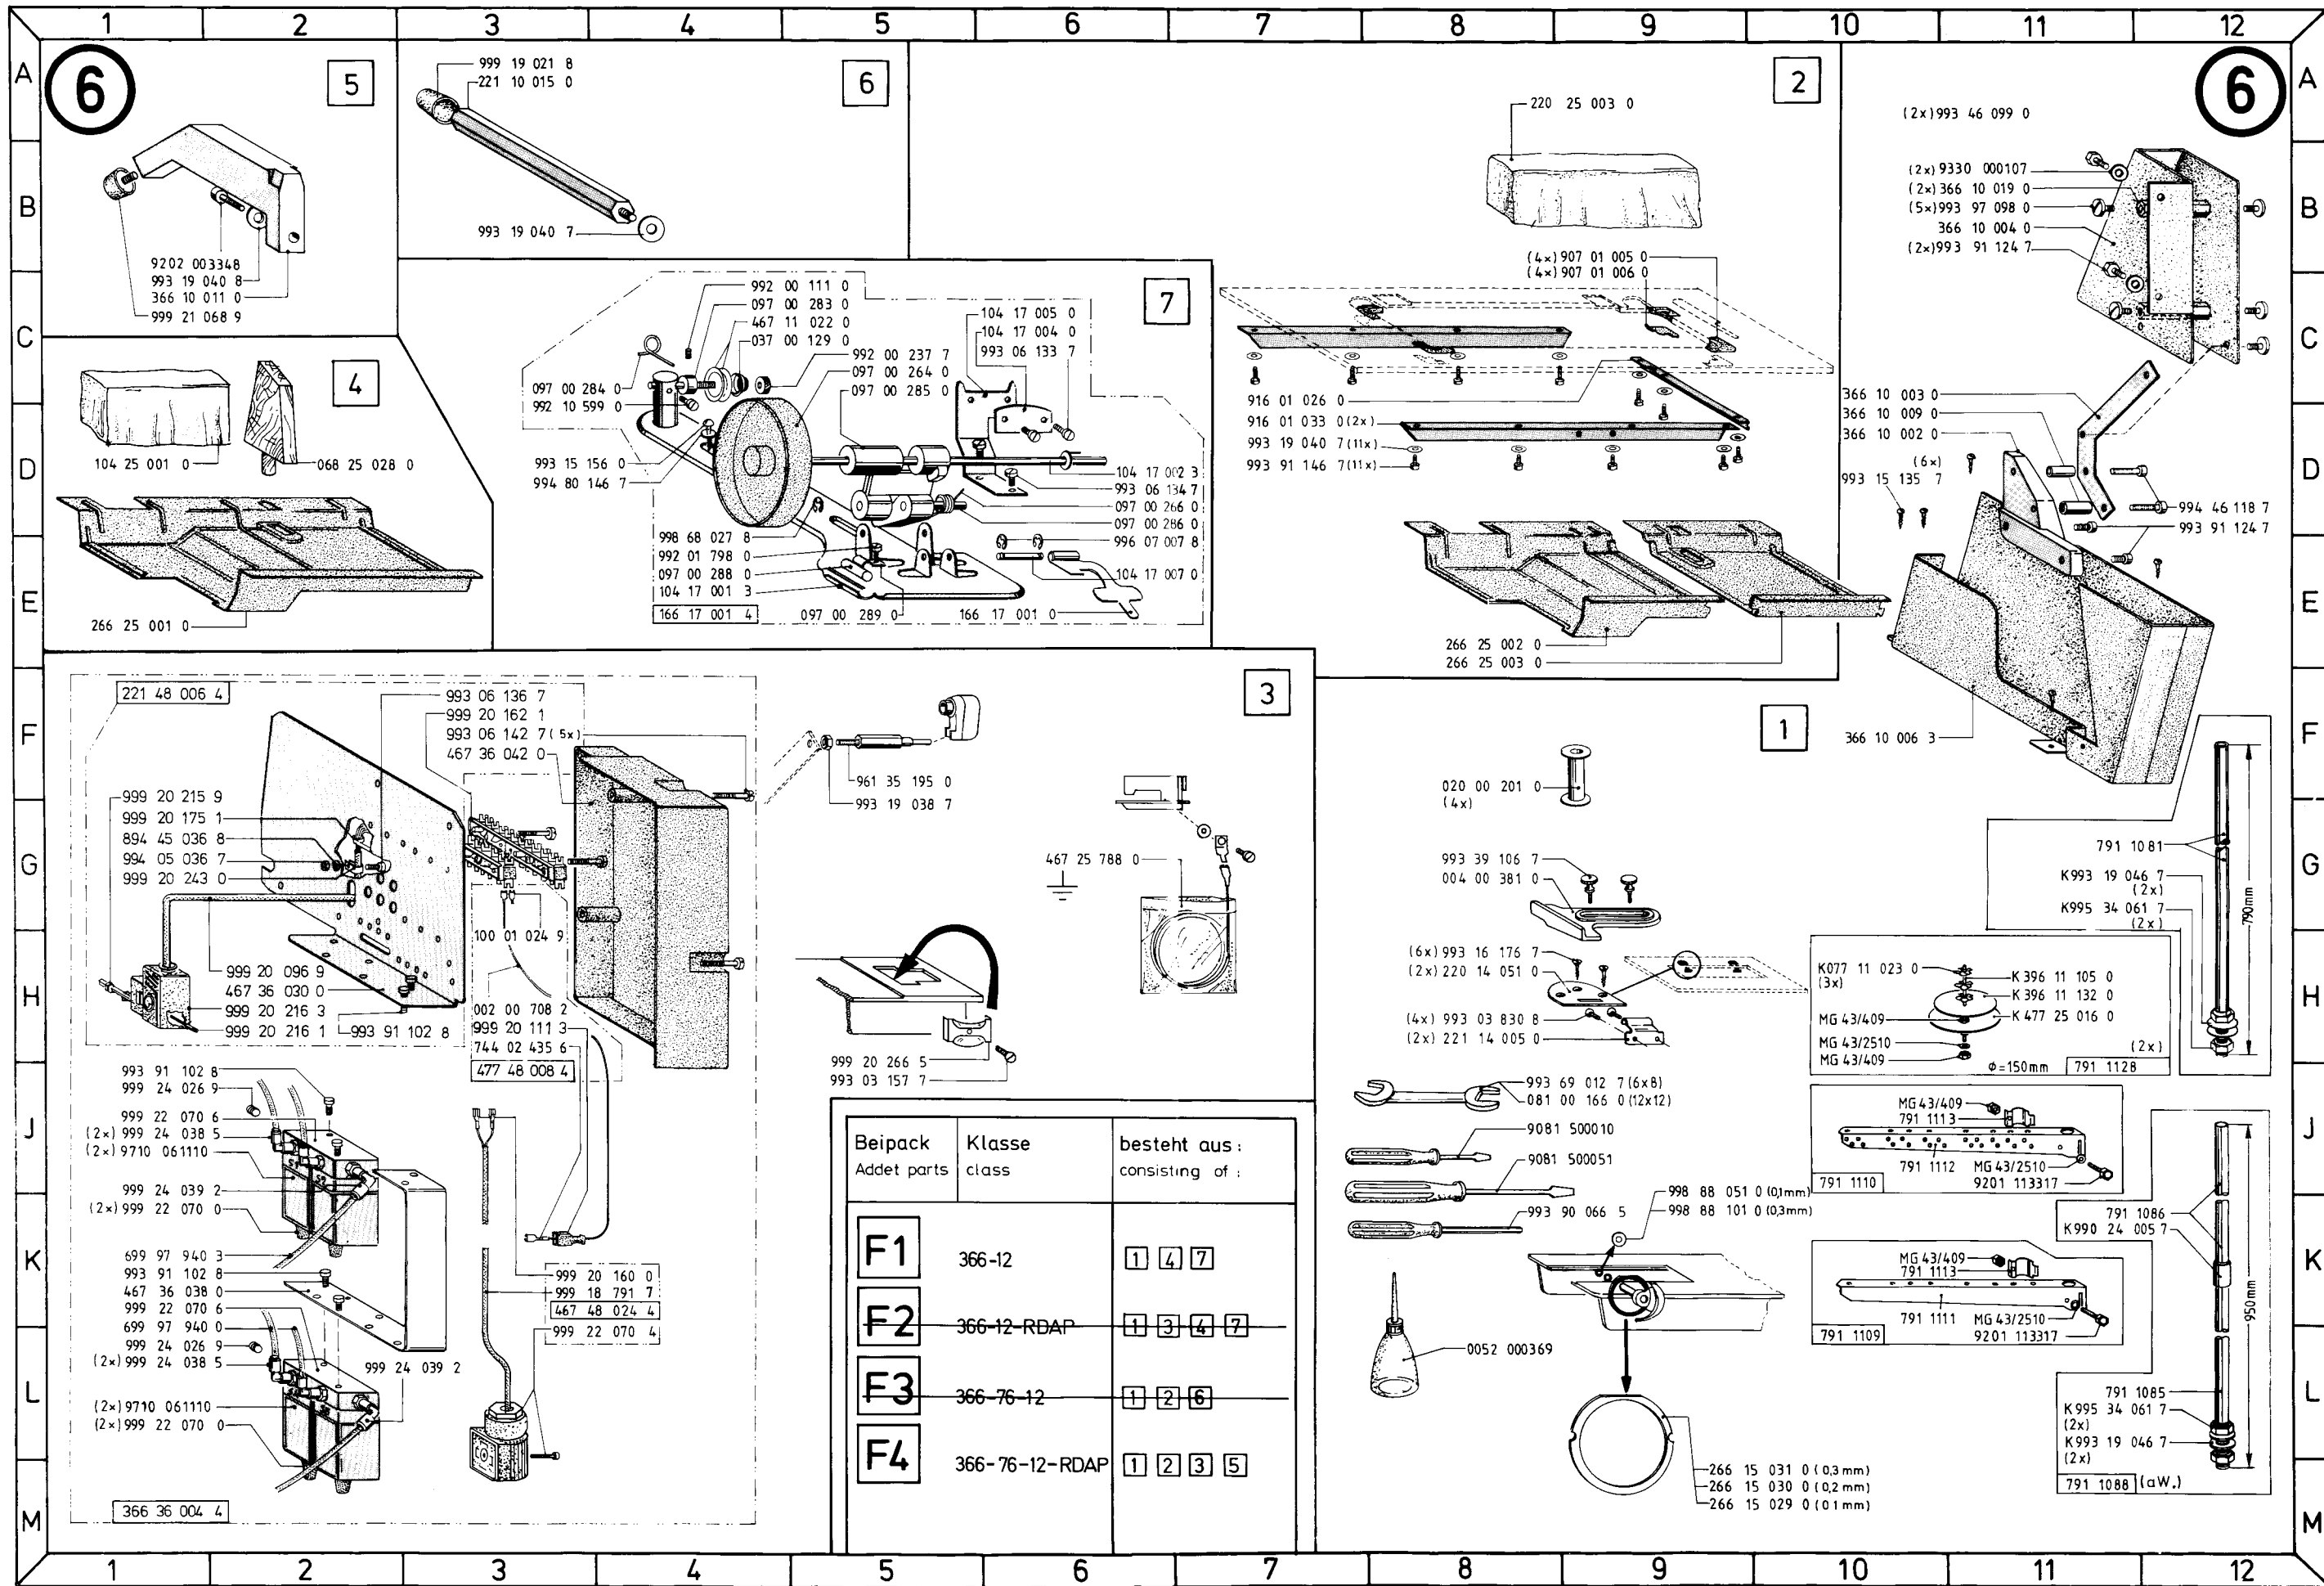 1 2 3 4 5 6 7 8 9 10 11 12
A B C D E F G H J K L M
6
5
9202 003348
993 19 040 8
366 10 011 0
999 21 068 9
6
999 19 021 8
221 10 015 0
993 19 040 7
2
220 25 003 0
(4x) 907 01 005 0
(4x) 907 01 006 0
916 01 026 0
916 01 033 0 (2x)
993 19 040 7 (11x)
993 91 146 7 (11x)
266 25 002 0
266 25 003 0
6
(2x) 993 46 099 0
(2x) 9330 000107
(2x) 366 10 019 0
(5x) 993 97 098 0
366 10 004 0
(2x) 993 91 124 7
366 10 003 0
366 10 009 0
366 10 002 0
(6x)
993 15 135 7
994 46 118 7
993 91 124 7
366 10 006 3
4
104 25 001 0
068 25 028 0
266 25 001 0
7
992 00 111 0
097 00 283 0
467 11 022 0
037 00 129 0
992 00 237 7
097 00 264 0
097 00 285 0
104 17 005 0
104 17 004 0
993 06 133 7
097 00 284 0
992 10 599 0
993 15 156 0
994 80 146 7
104 17 002 3
993 06 134 7
097 00 266 0
097 00 286 0
996 07 007 8
104 17 007 0
998 68 027 8
992 01 798 0
097 00 288 0
104 17 001 3
166 17 001 4
097 00 289 0
166 17 001 0
3
221 48 006 4
993 06 136 7
999 20 162 1
993 06 142 7 (5x)
467 36 042 0
999 20 215 9
999 20 175 1
894 45 036 8
994 05 036 7
999 20 243 0
999 20 096 9
467 36 030 0
999 20 216 3
999 20 216 1
993 91 102 8
100 01 024 9
002 00 708 2
999 20 111 3
744 02 435 6
477 48 008 4
961 35 195 0
993 19 038 7
467 25 788 0
999 20 266 5
993 03 157 7
993 91 102 8
999 24 026 9
999 22 070 6
(2x) 999 24 038 5
(2x) 9710 061110
999 24 039 2
(2x) 999 22 070 0
699 97 940 3
993 91 102 8
467 36 038 0
999 22 070 6
699 97 940 0
999 24 026 9
(2x) 999 24 038 5
999 24 039 2
(2x) 9710 061110
(2x) 999 22 070 0
366 36 004 4
999 20 160 0
999 18 791 7
467 48 024 4
999 22 070 4
Beipack Klasse besteht aus:
Addet parts class consisting of:
F1 366-12 1 4 7
F2 366-12-RDAP 1 3 4 7
F3 366-76-12 1 2 6
F4 366-76-12-RDAP 1 2 3 5
1
020 00 201 0
(4x)
993 39 106 7
004 00 381 0
(6x) 993 16 176 7
(2x) 220 14 051 0
(4x) 993 03 830 8
(2x) 221 14 005 0
993 69 012 7 (6x8)
081 00 166 0 (12x12)
9081 500010
9081 500051
993 90 066 5
998 88 051 0 (0,1mm)
998 88 101 0 (0,3mm)
0052 000369
266 15 031 0 (0,3 mm)
266 15 030 0 (0,2 mm)
266 15 029 0 (0 1 mm)
791 1081
K993 19 046 7
(2x)
K995 34 061 7
(2x)
790mm
K077 11 023 0
(3x)
K 396 11 105 0
K 396 11 132 0
K 477 25 016 0
MG 43/409
MG 43/2510
MG 43/409
(2x)
Φ=150mm
791 1128
MG 43/409
791 1113
791 1112
MG 43/2510
9201 113317
791 1110
791 1086
K990 24 005 7
MG 43/409
791 1113
791 1111
MG 43/2510
9201 113317
791 1109
950mm
791 1085
K995 34 061 7
(2x)
K993 19 046 7
(2x)
791 1088 (aW.)
1 2 3 4 5 6 7 8 9 10 11 12
A B C D E F G H J K L M